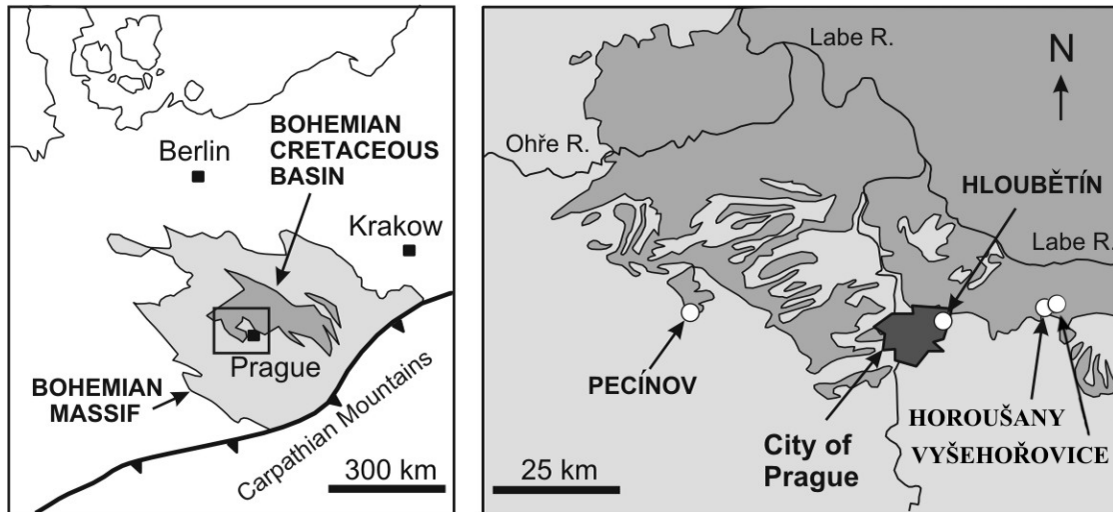 Berlin
BOHEMIAN
CRETACEOUS
BASIN
Krakow
Prague
BOHEMIAN
MASSIF
Carpathian Mountains
300 km
Labe R.
N
Ohře R.
HLOUBĚTÍN
Labe R.
PECÍNOV
HOROUŠANY
VYŠEHOŘOVICE
City of
Prague
25 km